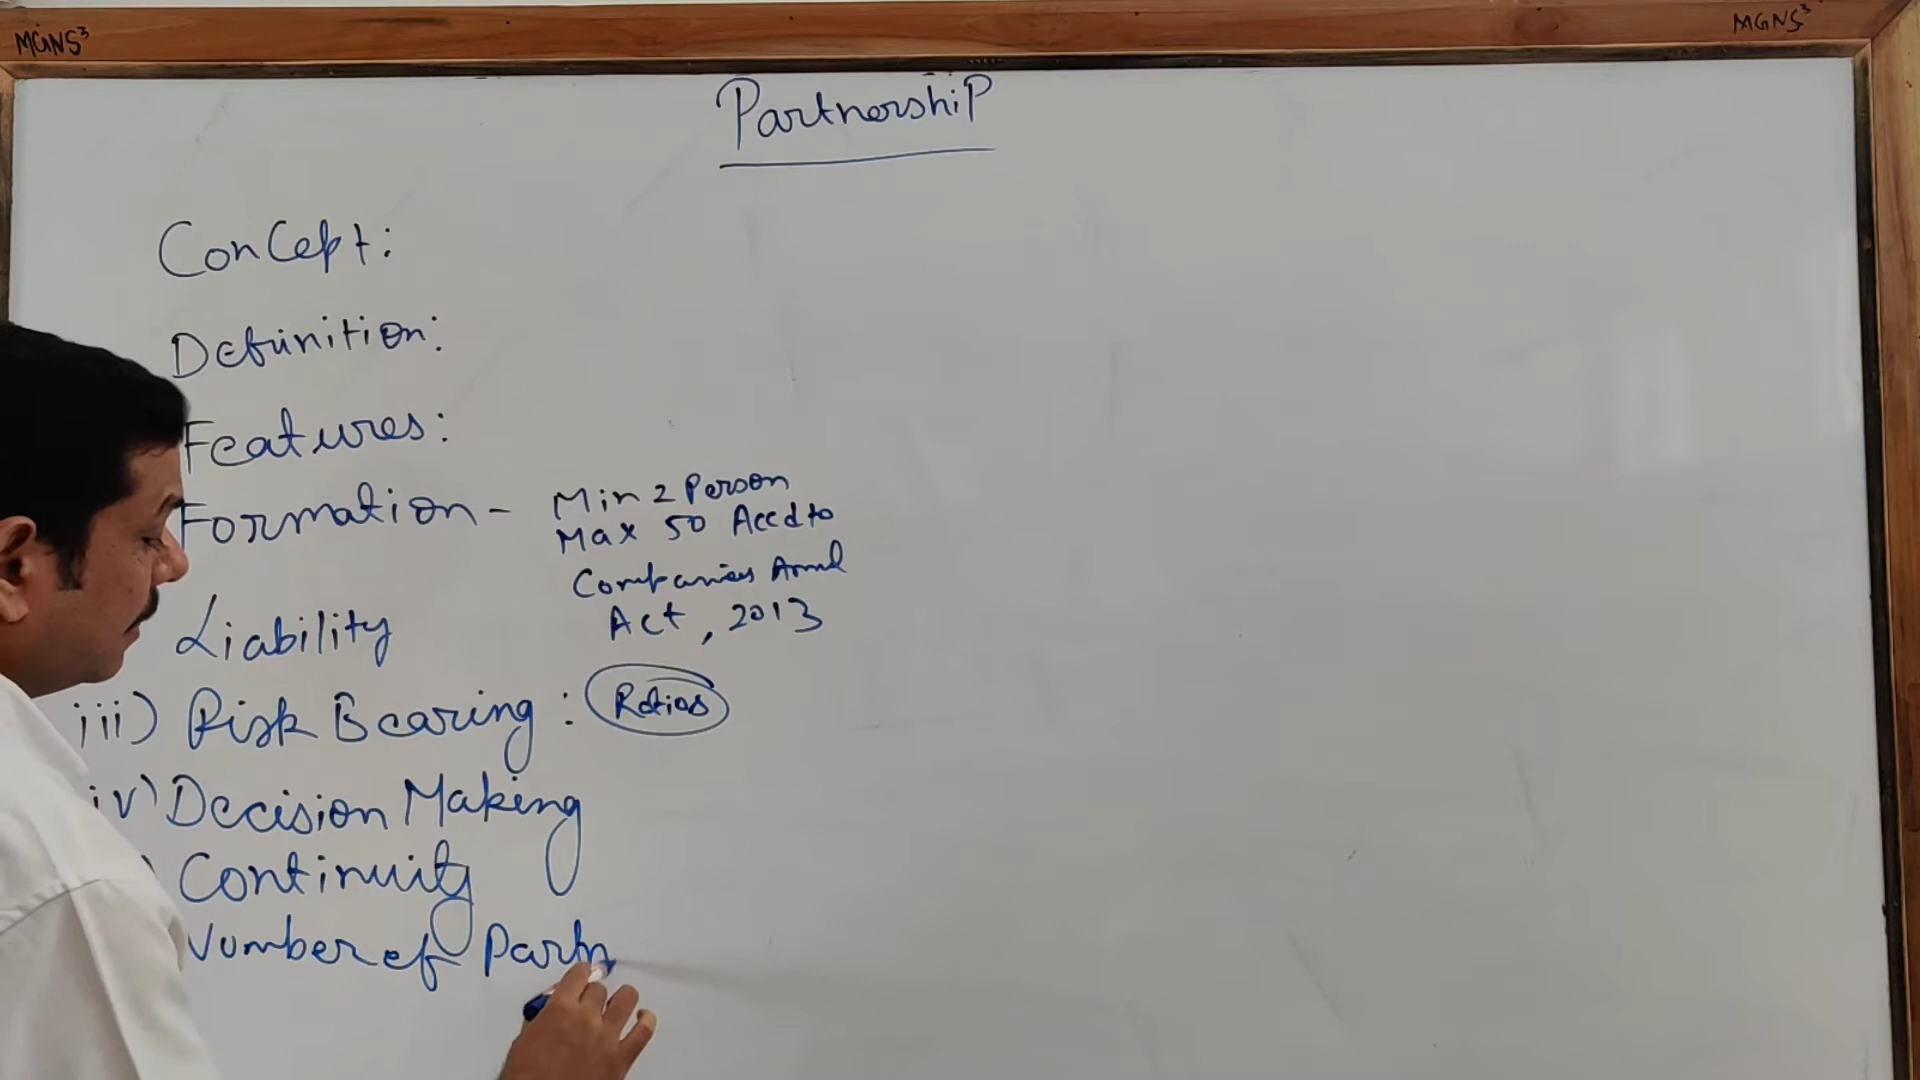 MGNS³
MGNS³
PartnershiP
Concept:
Definition:
Features:
Formation - Min 2 Person
Max 50 Accd to
Companies Amd
Act, 2013
Liability
iii) Risk Bearing : Ratios
iv) Decision Making
) Continuity
Number of Partn